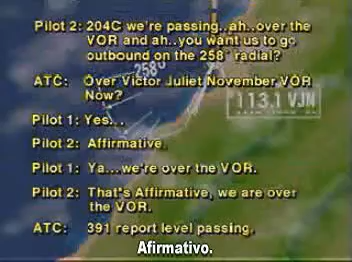 Pilot 2: 204C we're passing..ah..over the
VOR and ah..you want us to go
outbound on the 258° radial?
ATC: Over Victor Juliet November VOR
Now?
258°
113.1 VJN
Pilot 1: Yes...
Pilot 2: Affirmative.
Pilot 1: Ya...we're over the VOR.
Pilot 2: That's Affirmative, we are over
the VOR.
ATC: 391 report level passing.
Afirmativo.